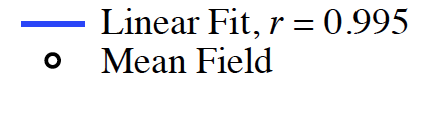 Linear Fit, r = 0.995
Mean Field